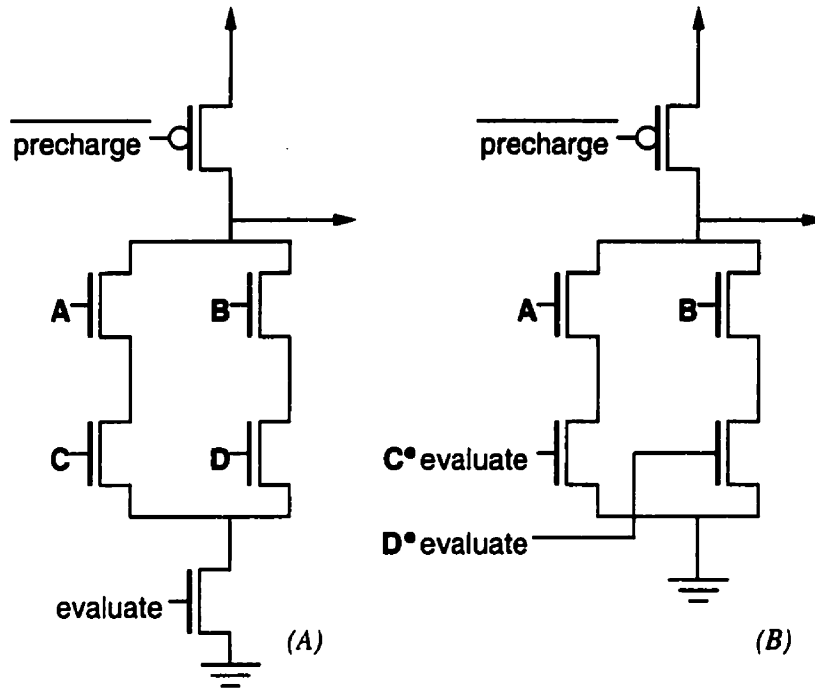 precharge
A
B
C
D
evaluate
(A)
precharge
A
B
C•evaluate
D•evaluate
(B)